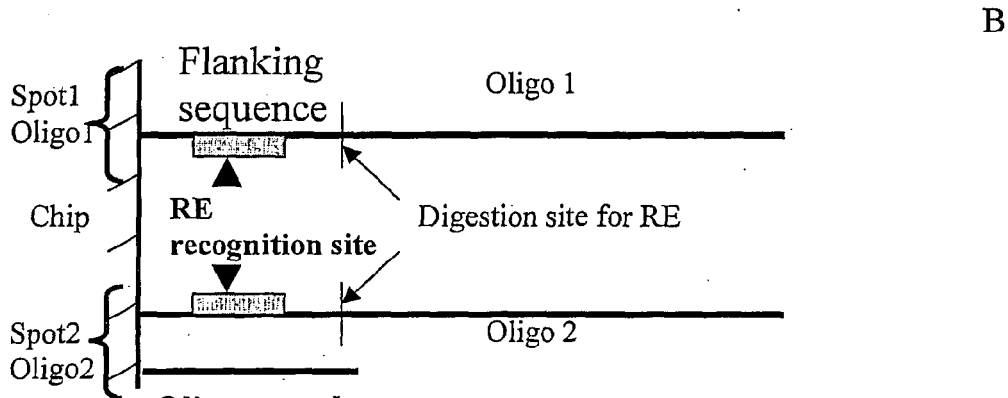 B
Flanking
sequence
Oligo 1
Spot1
Oligo1
Chip
RE
recognition site
Digestion site for RE
Spot2
Oligo2
Oligo 2